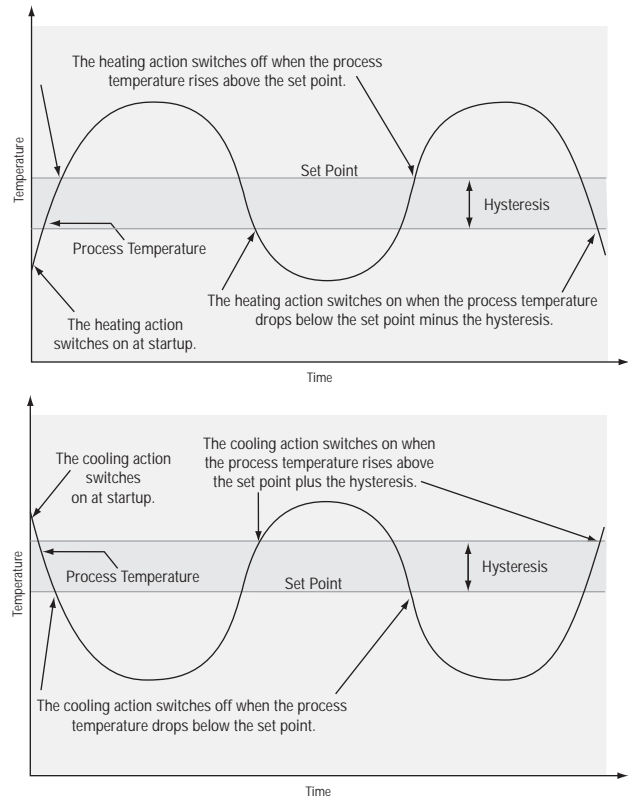 The heating action switches off when the process
temperature rises above the set point.
Temperature
Set Point
Hysteresis
Process Temperature
The heating action switches on when the process temperature
drops below the set point minus the hysteresis.
The heating action
switches on at startup.
Time
The cooling action switches on when
the process temperature rises above
the set point plus the hysteresis.
The cooling action
switches
on at startup.
Temperature
Hysteresis
Process Temperature
Set Point
The cooling action switches off when the process
temperature drops below the set point.
Time